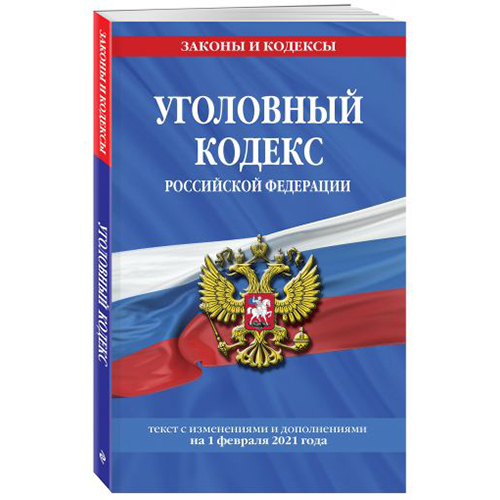 ЗАКОНЫ И КОДЕКСЫ
УГОЛОВНЫЙ
КОДЕКС
РОССИЙСКОЙ ФЕДЕРАЦИИ
ТЕКСТ С ИЗМЕНЕНИЯМИ И ДОПОЛНЕНИЯМИ
на 1 февраля 2021 года
ЗАКОНЫ И КОДЕКСЫ
УГОЛОВНЫЙ КОДЕКС